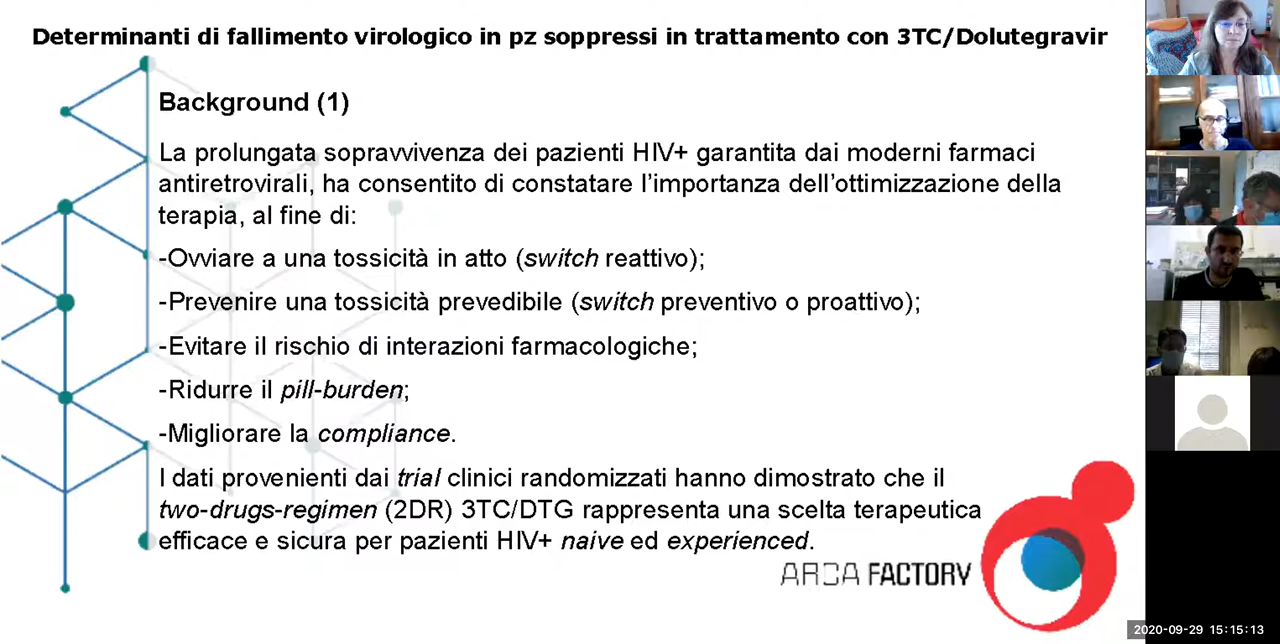 Determinanti di fallimento virologico in pz soppressi in trattamento con 3TC/Dolutegravir
Background (1)
La prolungata sopravvivenza dei pazienti HIV+ garantita dai moderni farmaci
antiretrovirali, ha consentito di constatare l’importanza dell’ottimizzazione della
terapia, al fine di:
-Ovviare a una tossicità in atto (switch reattivo);
-Prevenire una tossicità prevedibile (switch preventivo o proattivo);
-Evitare il rischio di interazioni farmacologiche;
-Ridurre il pill-burden;
-Migliorare la compliance.
I dati provenienti dai trial clinici randomizzati hanno dimostrato che il
two-drugs-regimen (2DR) 3TC/DTG rappresenta una scelta terapeutica
efficace e sicura per pazienti HIV+ naive ed experienced.
ARCA FACTORY
2020-09-29 15:15:13